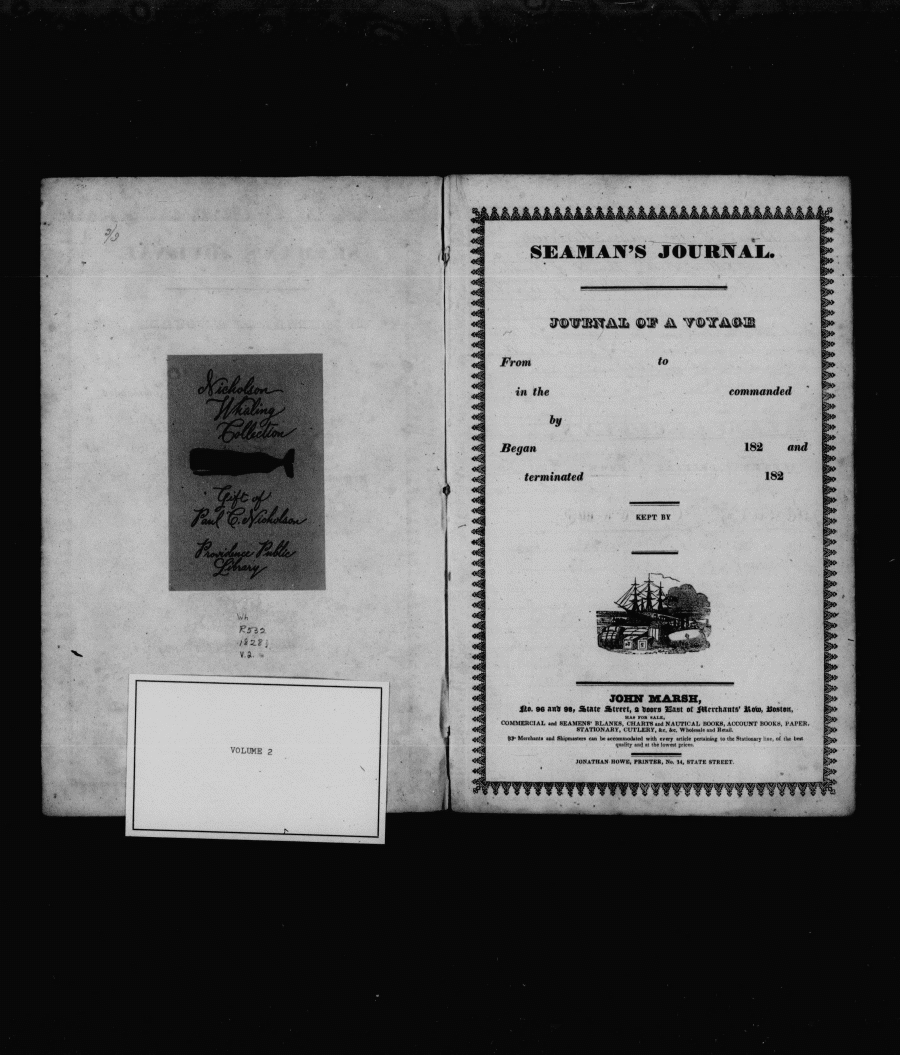 2/2
Nicholson
Whaling
Collection
Gift of
Paul C. Nicholson
Providence Public
Library
Wh
R532
1828j
v.2
VOLUME 2
SEAMAN'S JOURNAL.
JOURNAL OF A VOYAGE
From to
in the commanded
by
Began 182 and
terminated 182
KEPT BY
JOHN MARSH,
No. 96 and 98, State Street, 2 doors East of Merchants' Row, Boston,
HAS FOR SALE,
COMMERCIAL and SEAMENS' BLANKS, CHARTS and NAUTICAL BOOKS, ACCOUNT BOOKS, PAPER,
STATIONARY, CUTLERY, &c. &c. Wholesale and Retail.
Merchants and Shipmasters can be accommodated with every article pertaining to the Stationary line, of the best
quality and at the lowest prices.
JONATHAN HOWE, PRINTER, No. 14, STATE STREET.